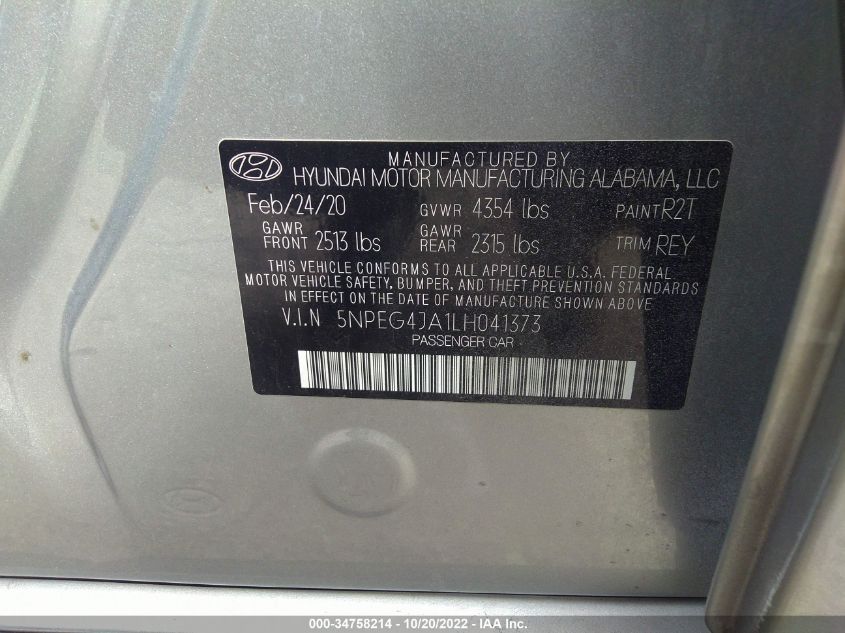 MANUFACTURED BY
HYUNDAI MOTOR MANUFACTURING ALABAMA, LLC
Feb/24/20 GVWR 4354 lbs PAINT R2T
GAWR FRONT 2513 lbs GAWR REAR 2315 lbs TRIM REY
THIS VEHICLE CONFORMS TO ALL APPLICABLE U.S.A. FEDERAL
MOTOR VEHICLE SAFETY, BUMPER, AND THEFT PREVENTION STANDARDS
IN EFFECT ON THE DATE OF MANUFACTURE SHOWN ABOVE
V.I.N 5NPEG4JA1LH041373
PASSENGER CAR
000-34758214 - 10/20/2022 - IAA Inc.